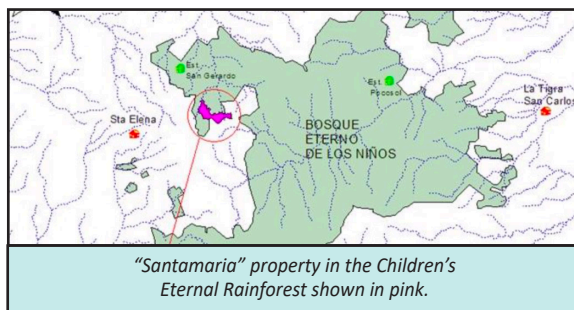 Est.
San Gerardo
Est.
Pocosol
La Tigra
San Carlos
Sta Elena
BOSQUE
ETERNO
DE LOS NIÑOS
“Santamaria” property in the Children’s
Eternal Rainforest shown in pink.